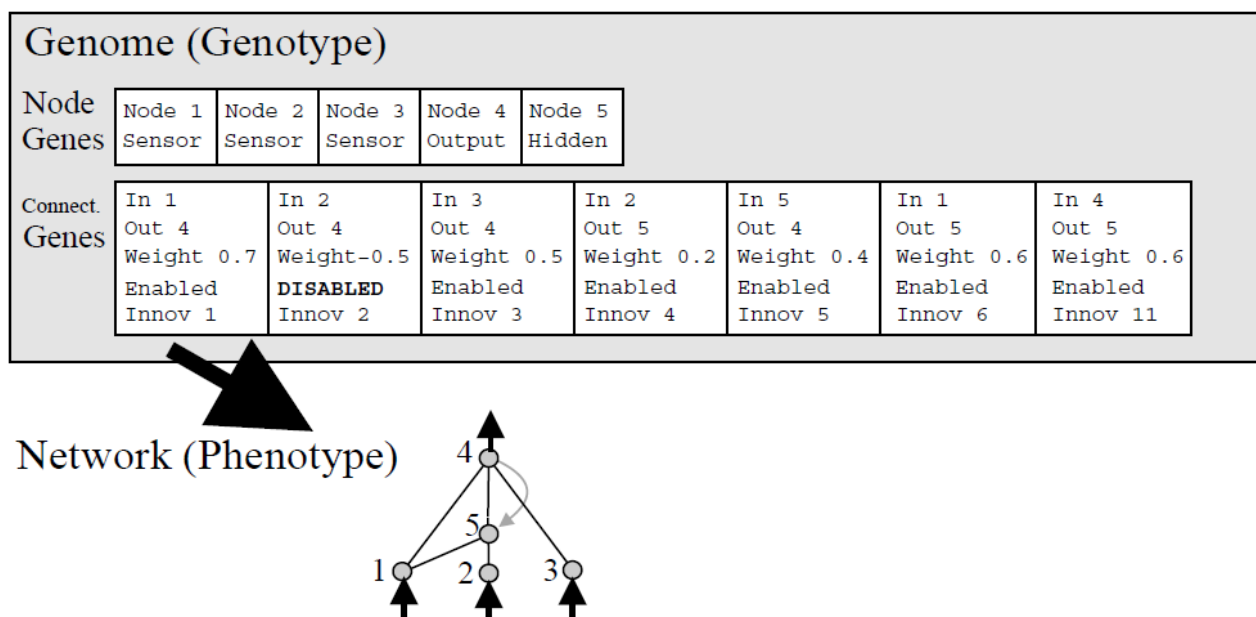 Genome (Genotype)
Node Genes
Node 1 Node 2 Node 3 Node 4 Node 5
Sensor Sensor Sensor Output Hidden
Connect. Genes
In 1 In 2 In 3 In 2 In 5 In 1 In 4
Out 4 Out 4 Out 4 Out 5 Out 4 Out 5 Out 5
Weight 0.7 Weight-0.5 Weight 0.5 Weight 0.2 Weight 0.4 Weight 0.6 Weight 0.6
Enabled DISABLED Enabled Enabled Enabled Enabled Enabled
Innov 1 Innov 2 Innov 3 Innov 4 Innov 5 Innov 6 Innov 11
Network (Phenotype)
4
5
1 2 3